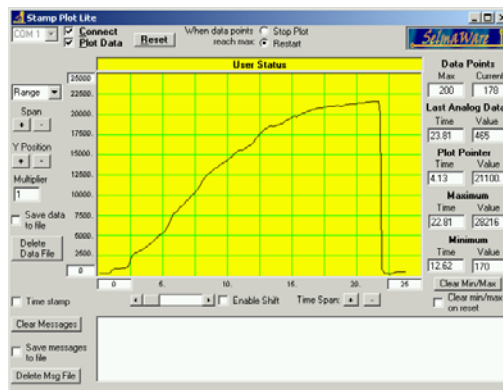 Stamp Plot Lite
COM 1
Connect
Plot Data
Reset
When data points
reach max:
Stop Plot
Restart
SelmaWare
User Status
Range
Span
+ -
Y Position
+ -
Multiplier
1
Save data
to file
Delete
Data File
25000
22500.
20000.
17500.
15000.
12500.
10000.
7500.
5000.
2500.
0
0 5. 10. 15. 20. 25
Data Points
Max Current
200 178
Last Analog Data
Time Value
23.81 465
Plot Pointer
Time Value
4.13 21100.
Maximum
Time Value
22.81 28216
Minimum
Time Value
12.62 170
Clear Min/Max
Clear min/max
on reset
Time stamp
Enable Shift
Time Span: + -
Clear Messages
Save messages
to file
Delete Msg File